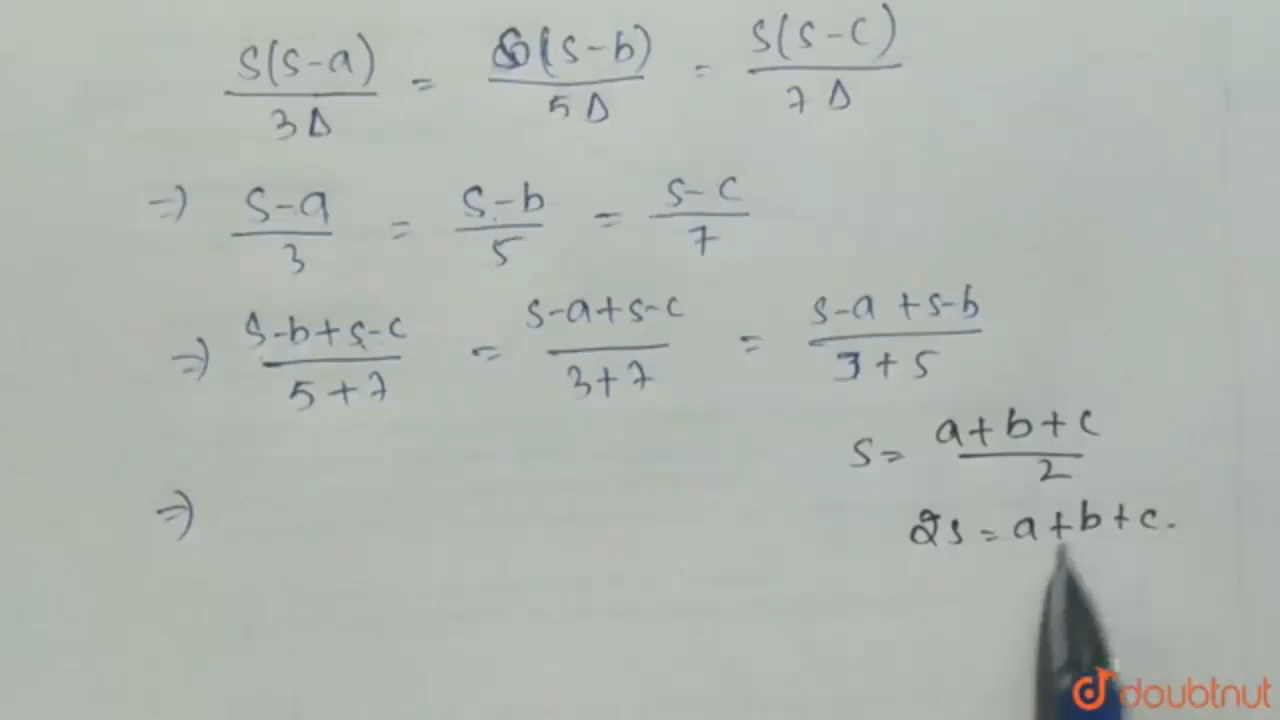 s(s-a)/3Δ = s(s-b)/5Δ = s(s-c)/7Δ
⇒ s-a/3 = s-b/5 = s-c/7
⇒ s-b+s-c/5+7 = s-a+s-c/3+7 = s-a+s-b/3+5
s = a+b+c/2
⇒
2s = a+b+c.
doubtnut